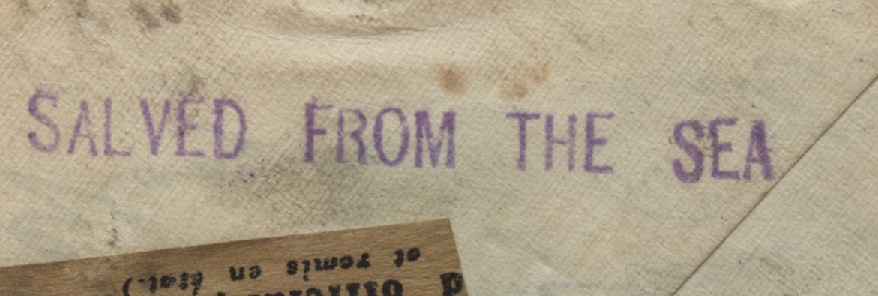 SALVED FROM THE SEA
et remis en état.)